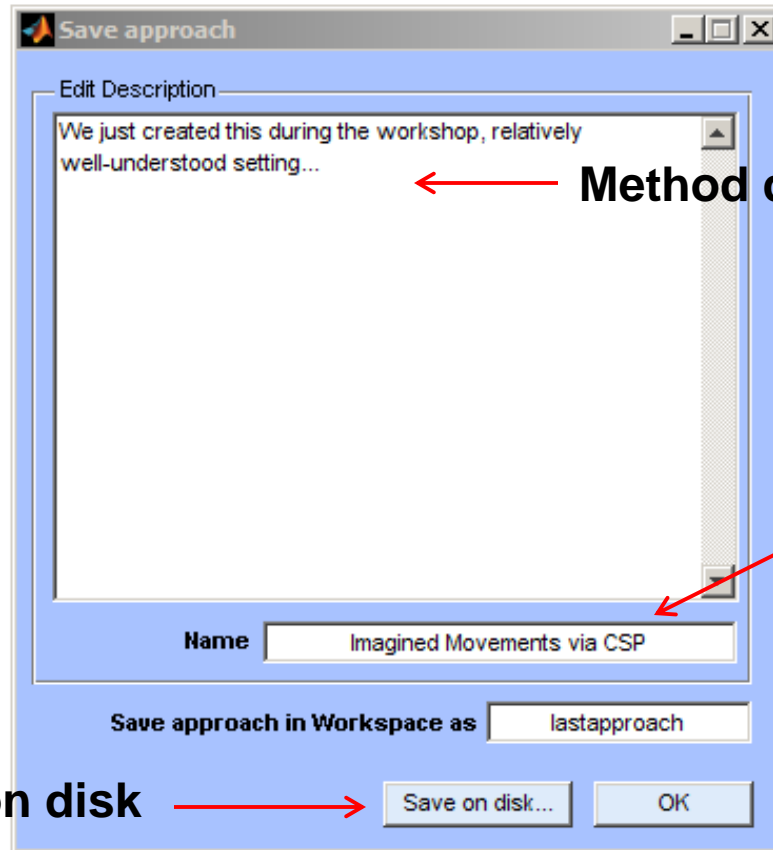 Save approach
Edit Description
We just created this during the workshop, relatively
well-understood setting...
Method
Name Imagined Movements via CSP
Save approach in Workspace as lastapproach
on disk
Save on disk... OK